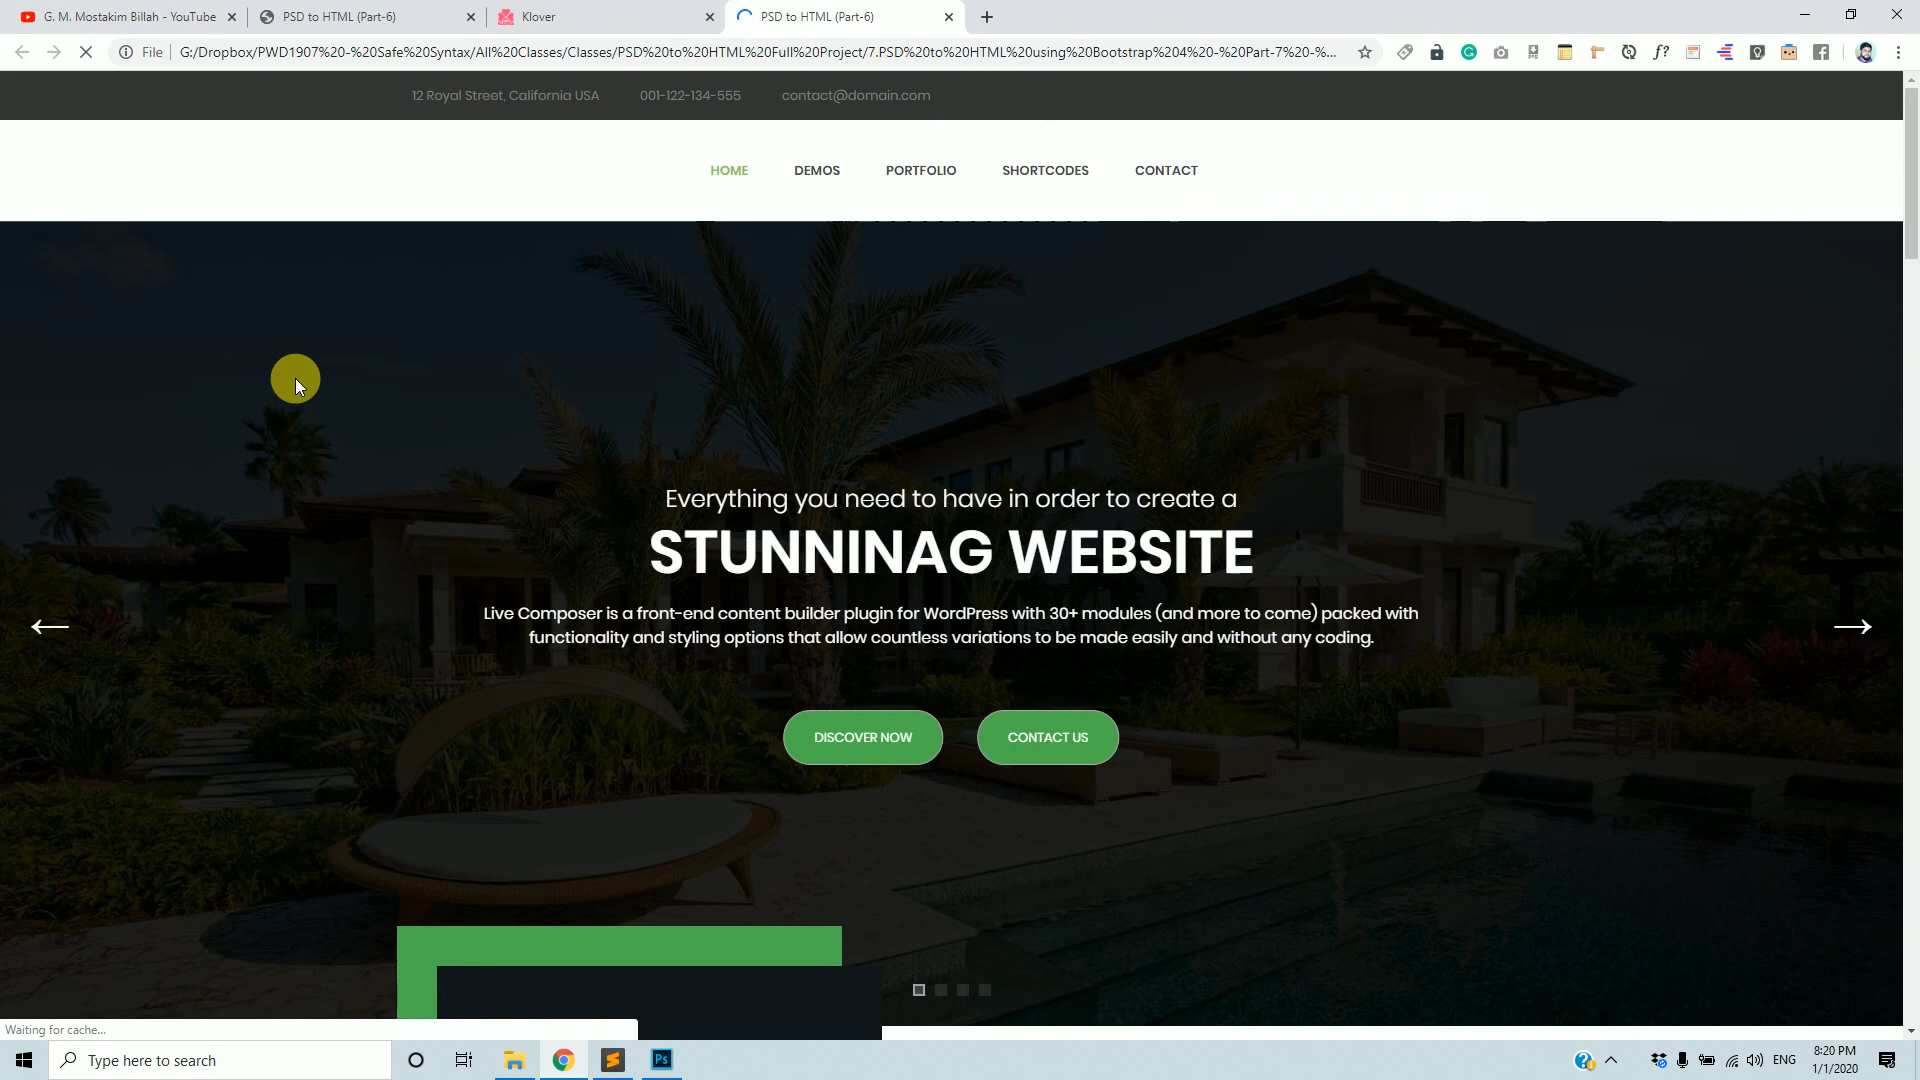 G. M. Mostakim Billah - YouTube
PSD to HTML (Part-6)
Klover
PSD to HTML (Part-6)
File
G:/Dropbox/PWD1907%20-%20Safe%20Syntax/All%20Classes/Classes/PSD%20to%20HTML%20Full%20Project/7.PSD%20to%20HTML%20using%20Bootstrap%204%20-%20Part-7%20-%...
12 Royal Street, California USA
001-122-134-555
contact@domain.com
HOME
DEMOS
PORTFOLIO
SHORTCODES
CONTACT
Everything you need to have in order to create a
STUNNINAG WEBSITE
Live Composer is a front-end content builder plugin for WordPress with 30+ modules (and more to come) packed with
functionality and styling options that allow countless variations to be made easily and without any coding.
DISCOVER NOW
CONTACT US
Waiting for cache...
Type here to search
Ps
ENG
8:20 PM
1/1/2020